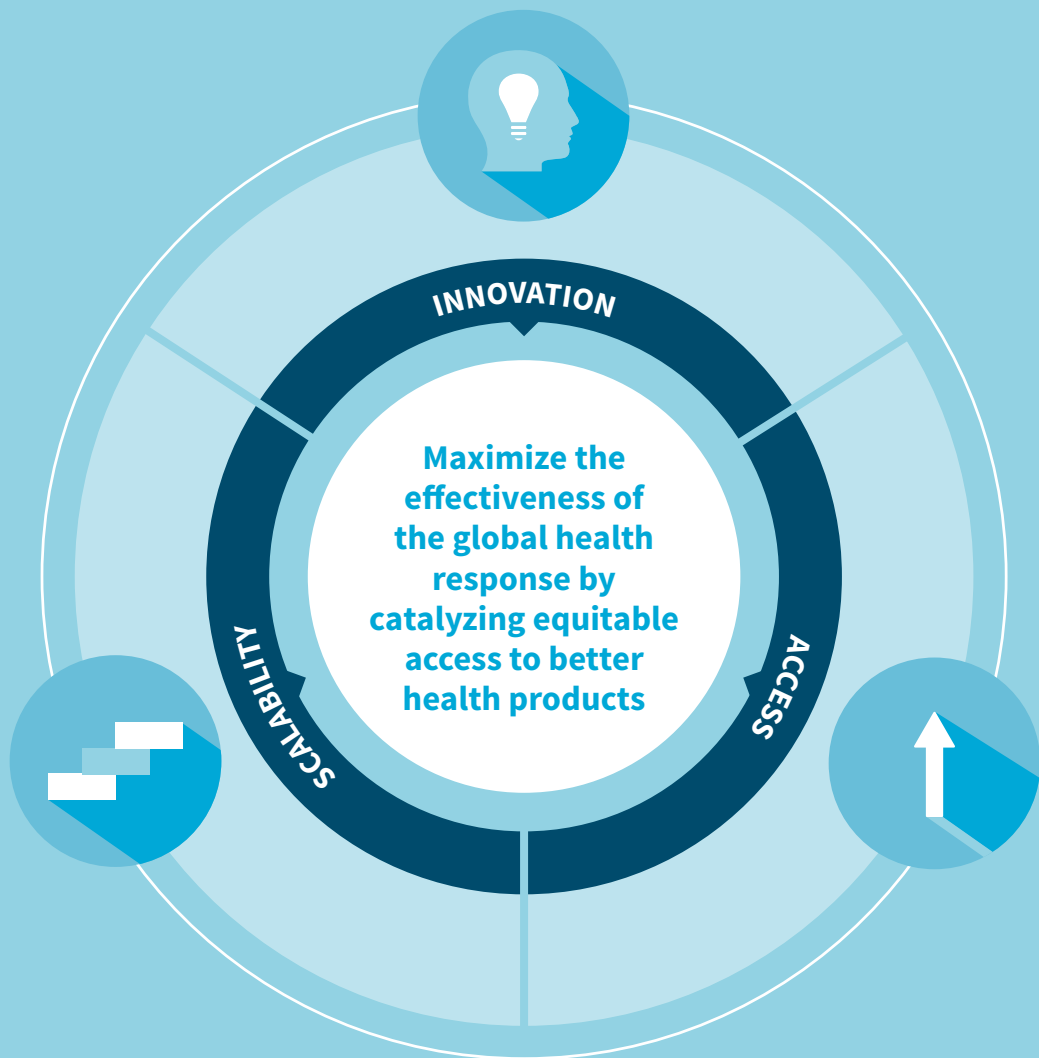 INNOVATION
Maximize the
effectiveness of
the global health
response by
catalyzing equitable
access to better
health products
SCALABILITY
ACCESS